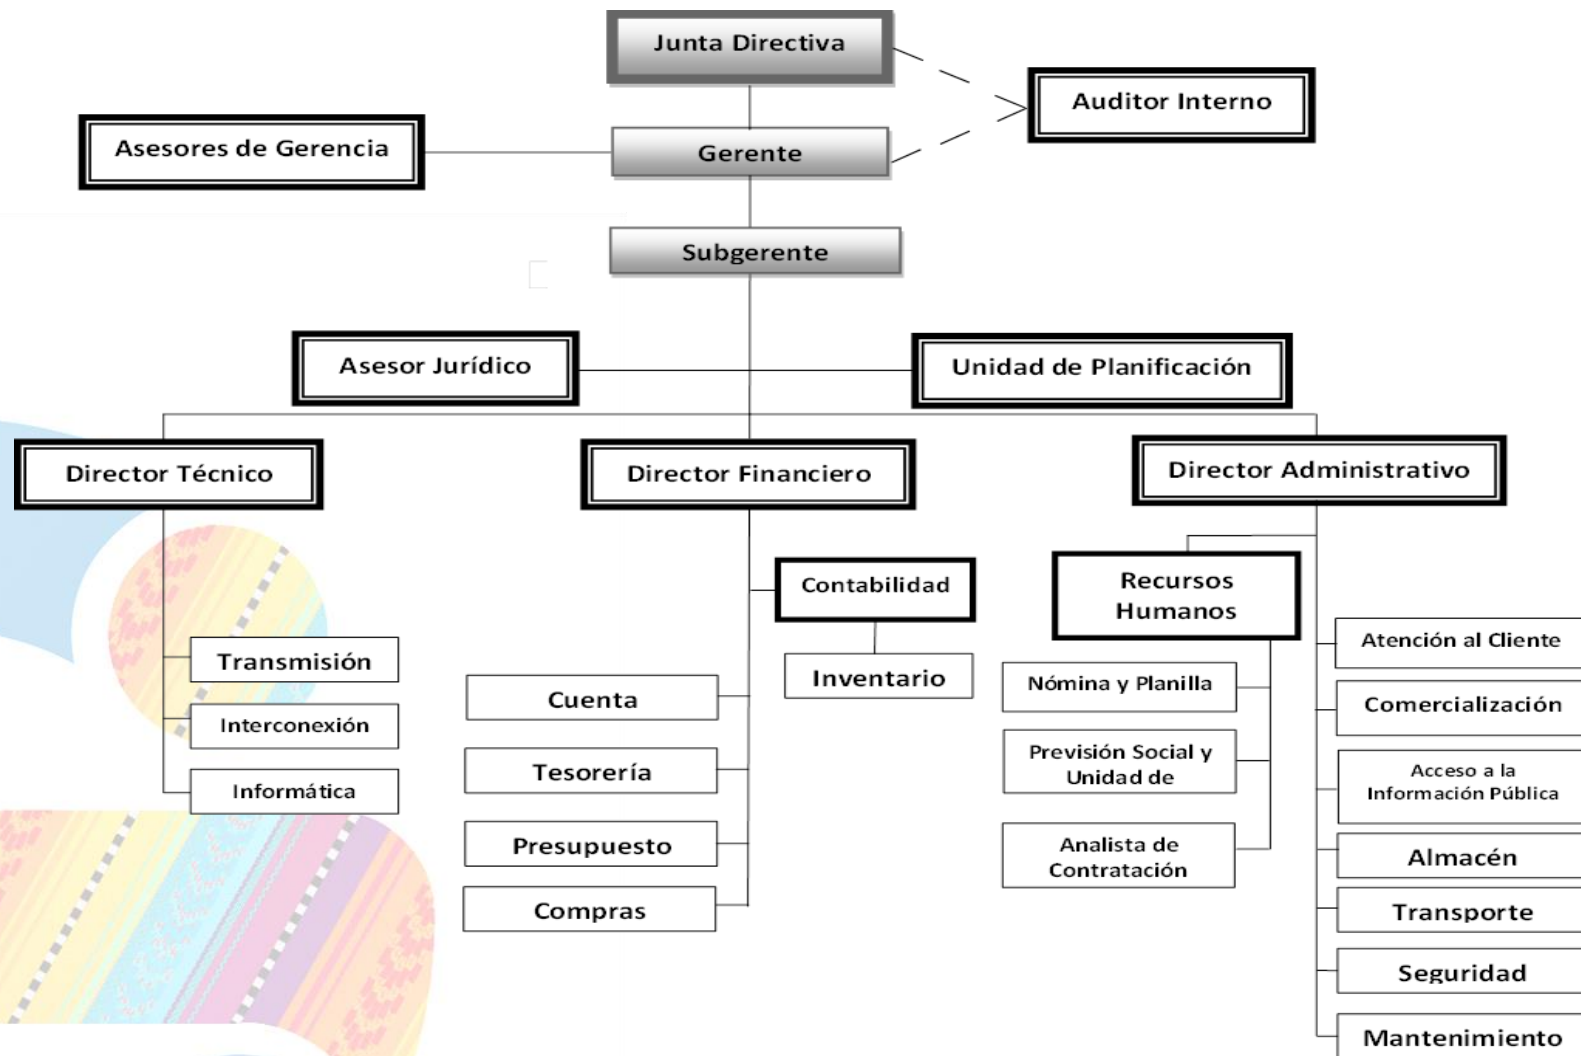 Junta Directiva
Auditor Interno
Asesores de Gerencia
Gerente
Subgerente
Asesor Jurídico
Unidad de Planificación
Director Técnico
Director Financiero
Director Administrativo
Transmisión
Interconexión
Informática
Contabilidad
Inventario
Cuenta
Tesorería
Presupuesto
Compras
Recursos
Humanos
Nómina y Planilla
Previsión Social y
Unidad de
Analista de
Contratación
Atención al Cliente
Comercialización
Acceso a la
Información Pública
Almacén
Transporte
Seguridad
Mantenimiento